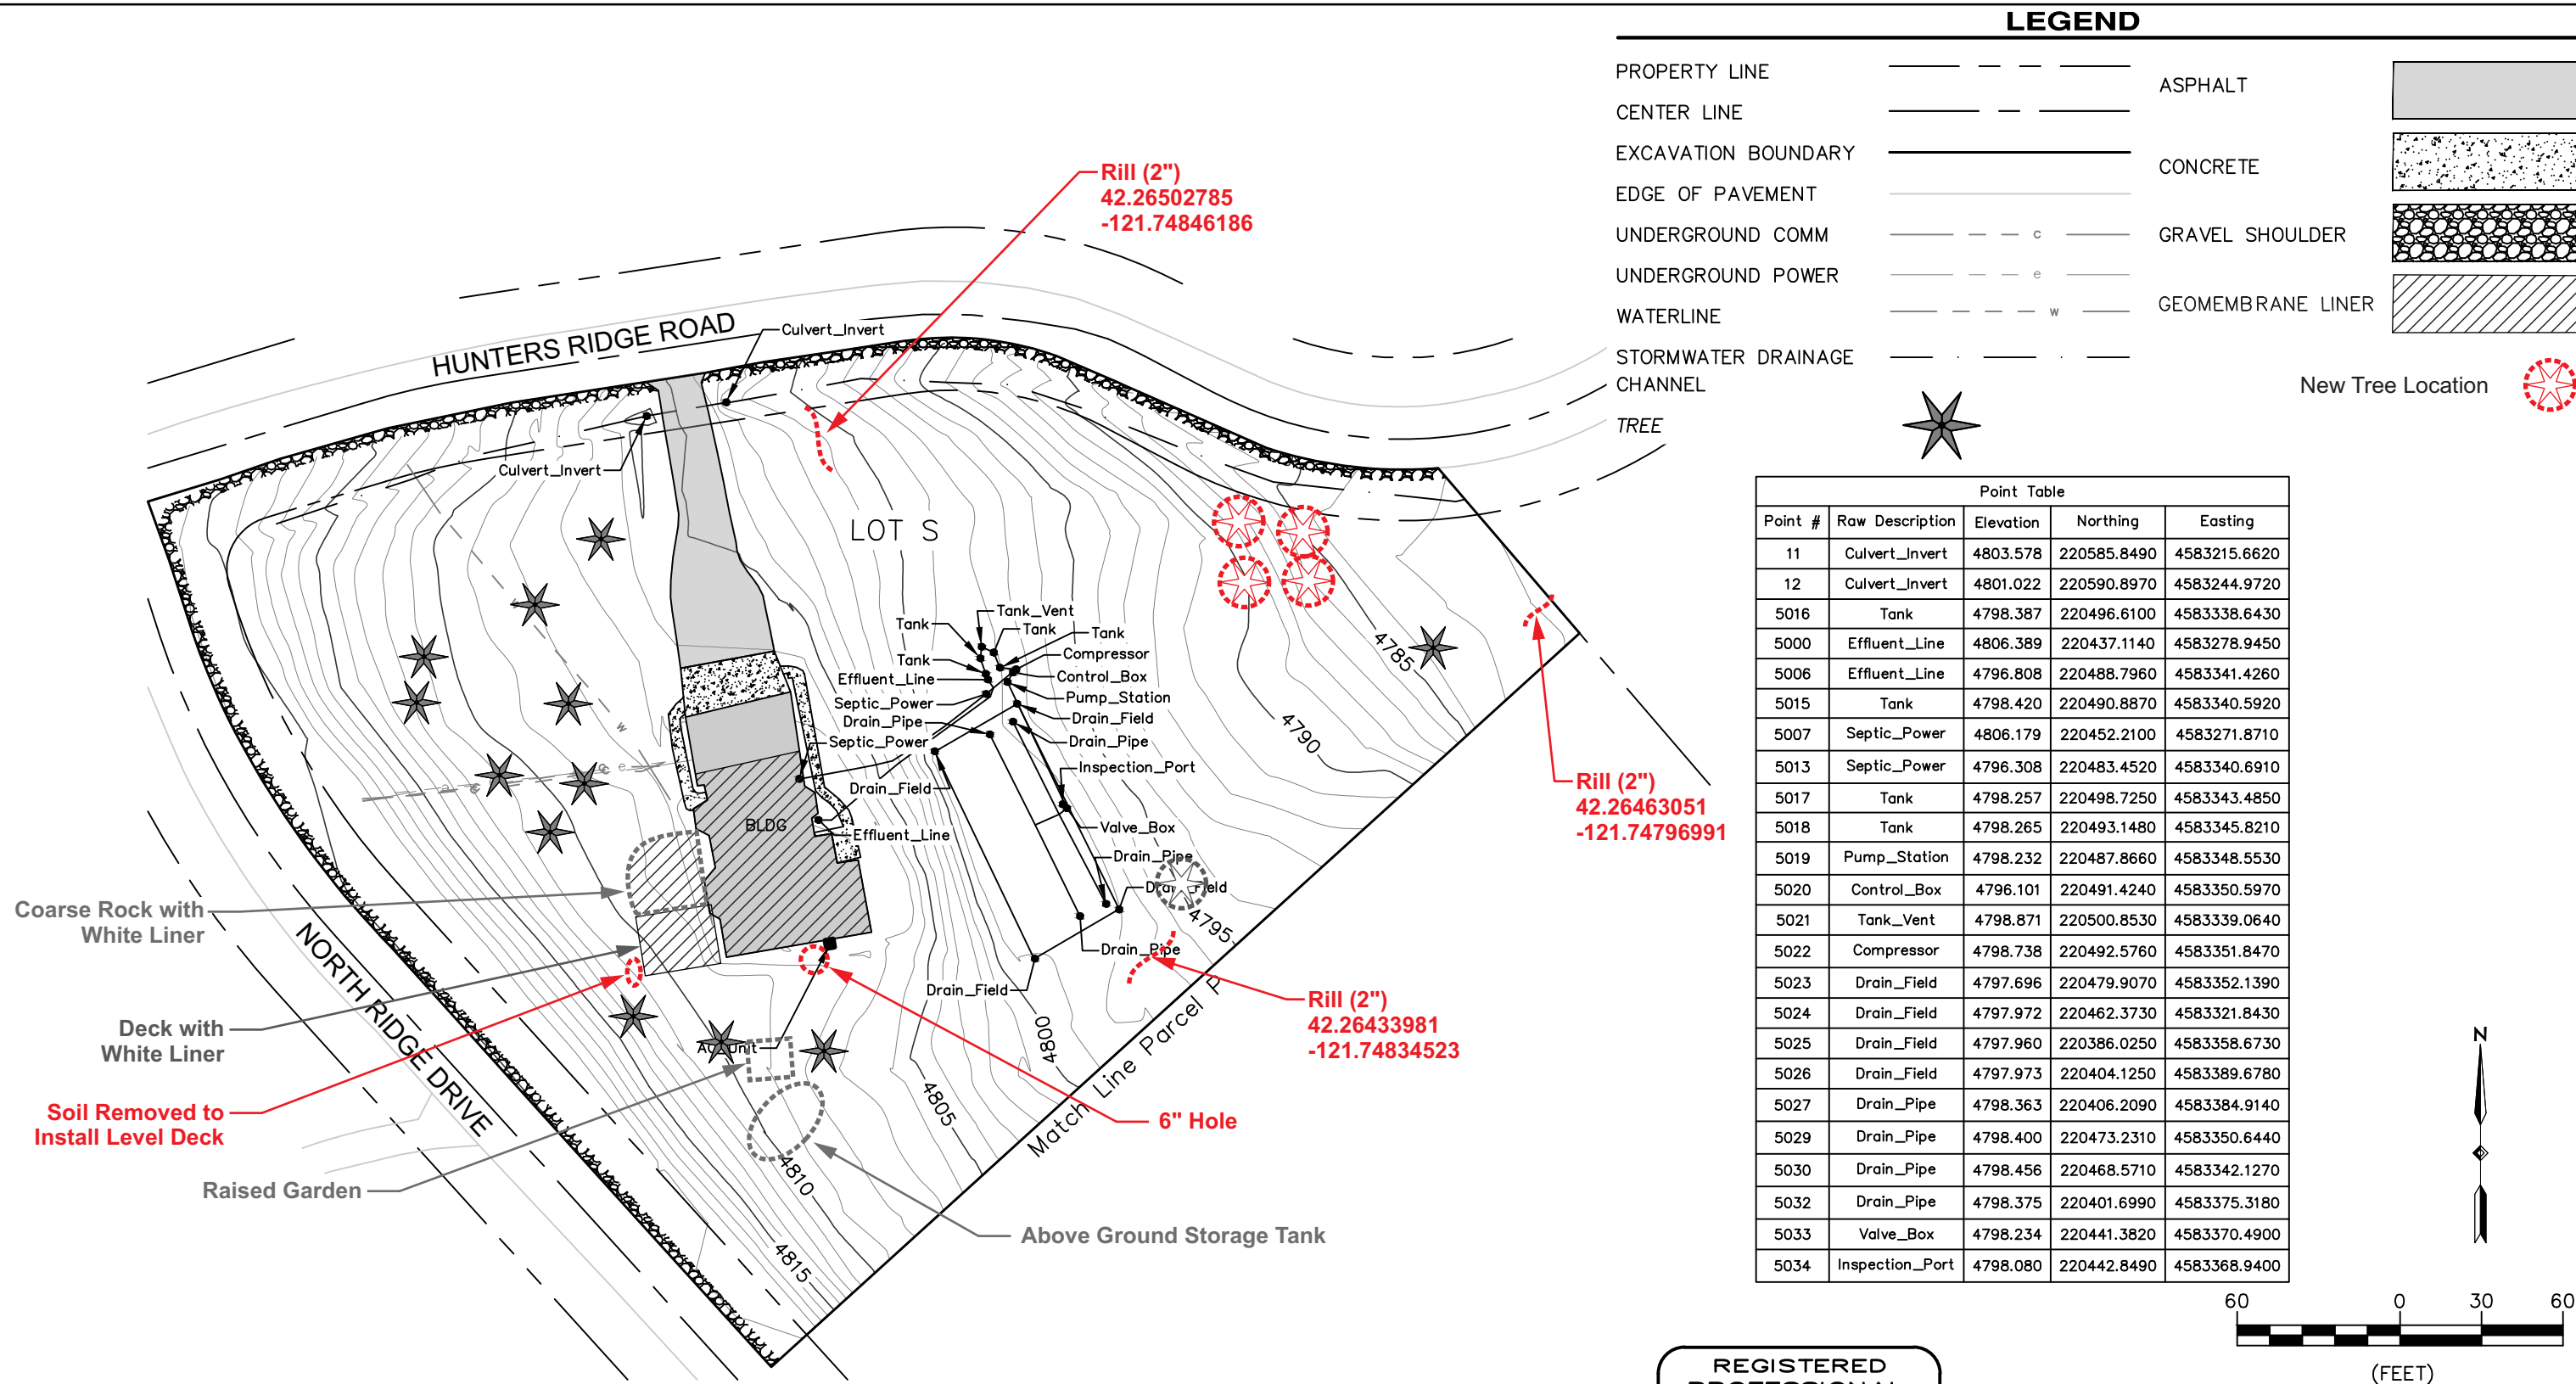 LEGEND
PROPERTY LINE
CENTER LINE
EXCAVATION BOUNDARY
EDGE OF PAVEMENT
UNDERGROUND COMM
c
UNDERGROUND POWER
e
WATERLINE
w
STORMWATER DRAINAGE
CHANNEL
TREE
ASPHALT
CONCRETE
GRAVEL SHOULDER
GEOMEMBRANE LINER
New Tree Location
Rill (2")
42.26502785
-121.74846186
HUNTERS RIDGE ROAD
Culvert_Invert
Culvert_Invert
LOT S
Tank_Vent
Tank
Tank
Tank
Tank
Compressor
Effluent_Line
Control_Box
Septic_Power
Pump_Station
Drain_Pipe
Drain_Field
Septic_Power
Drain_Pipe
Inspection_Port
Drain_Field
BLDG
Effluent_Line
Valve_Box
Drain_Pipe
Drain_Field
Drain_Pipe
Drain_Field
w
e
4785
4790
4795
4800
4805
4810
4815
Rill (2")
42.26463051
-121.74796991
Rill (2")
42.26433981
-121.74834523
Match Line Parcel P
6" Hole
Above Ground Storage Tank
Coarse Rock with
White Liner
NORTH RIDGE DRIVE
Deck with
White Liner
AC_Unit
Soil Removed to
Install Level Deck
Raised Garden
Point Table
Point # Raw Description Elevation Northing Easting
11 Culvert_Invert 4803.578 220585.8490 4583215.6620
12 Culvert_Invert 4801.022 220590.8970 4583244.9720
5016 Tank 4798.387 220496.6100 4583338.6430
5000 Effluent_Line 4806.389 220437.1140 4583278.9450
5006 Effluent_Line 4796.808 220488.7960 4583341.4260
5015 Tank 4798.420 220490.8870 4583340.5920
5007 Septic_Power 4806.179 220452.2100 4583271.8710
5013 Septic_Power 4796.308 220483.4520 4583340.6910
5017 Tank 4798.257 220498.7250 4583343.4850
5018 Tank 4798.265 220493.1480 4583345.8210
5019 Pump_Station 4798.232 220487.8660 4583348.5530
5020 Control_Box 4796.101 220491.4240 4583350.5970
5021 Tank_Vent 4798.871 220500.8530 4583339.0640
5022 Compressor 4798.738 220492.5760 4583351.8470
5023 Drain_Field 4797.696 220479.9070 4583352.1390
5024 Drain_Field 4797.972 220462.3730 4583321.8430
5025 Drain_Field 4797.960 220386.0250 4583358.6730
5026 Drain_Field 4797.973 220404.1250 4583389.6780
5027 Drain_Pipe 4798.363 220406.2090 4583384.9140
5029 Drain_Pipe 4798.400 220473.2310 4583350.6440
5030 Drain_Pipe 4798.456 220468.5710 4583342.1270
5032 Drain_Pipe 4798.375 220401.6990 4583375.3180
5033 Valve_Box 4798.234 220441.3820 4583370.4900
5034 Inspection_Port 4798.080 220442.8490 4583368.9400
N
60 0 30 60
(FEET)
REGISTERED
PROFESSIONAL